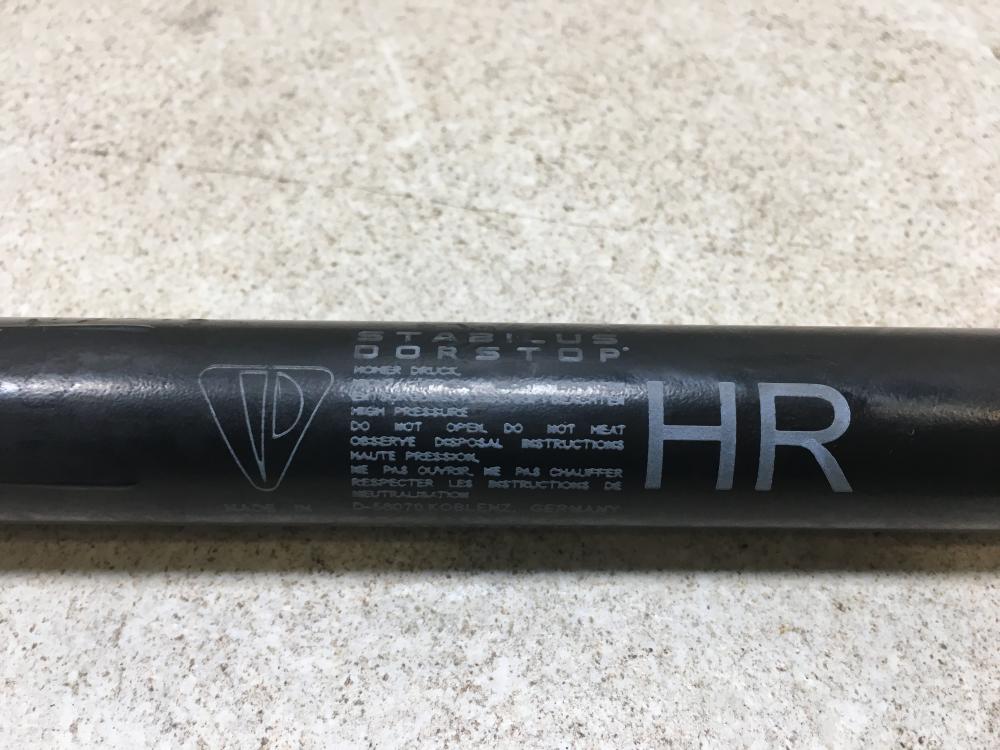 STABILUS
DORSTOP
HOHER DRUCK.
HIGH PRESSURE
DO NOT OPEN, DO NOT HEAT
OBSERVE DISPOSAL INSTRUCTIONS
HAUTE PRESSION,
NE PAS OUVRIR, NE PAS CHAUFFER
RESPECTER LES INSTRUCTIONS DE
NEUTRALISATION
MADE IN D-56070 KOBLENZ, GERMANY
HR